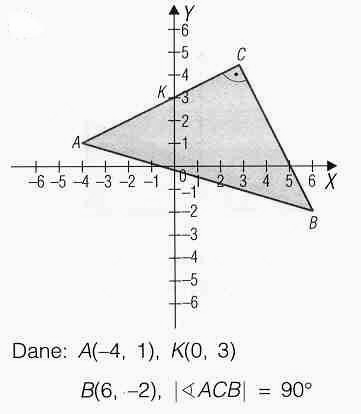 Y
6
5
C
4
K 3
2
A 1
-6 -5 -4 -3 -2 -1 0 1 2 3 4 5 6 X
-1
-2 B
-3
-4
-5
-6
Dane: A(-4, 1), K(0, 3)
B(6, -2), |∢ACB| = 90°